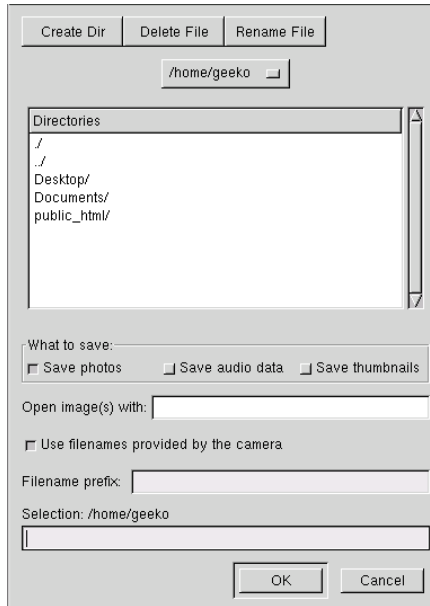 Create Dir Delete File Rename File
/home/geeko
Directories
./
../
Desktop/
Documents/
public_html/
What to save:
Save photos Save audio data Save thumbnails
Open image(s) with:
Use filenames provided by the camera
Filename prefix:
Selection: /home/geeko
OK Cancel